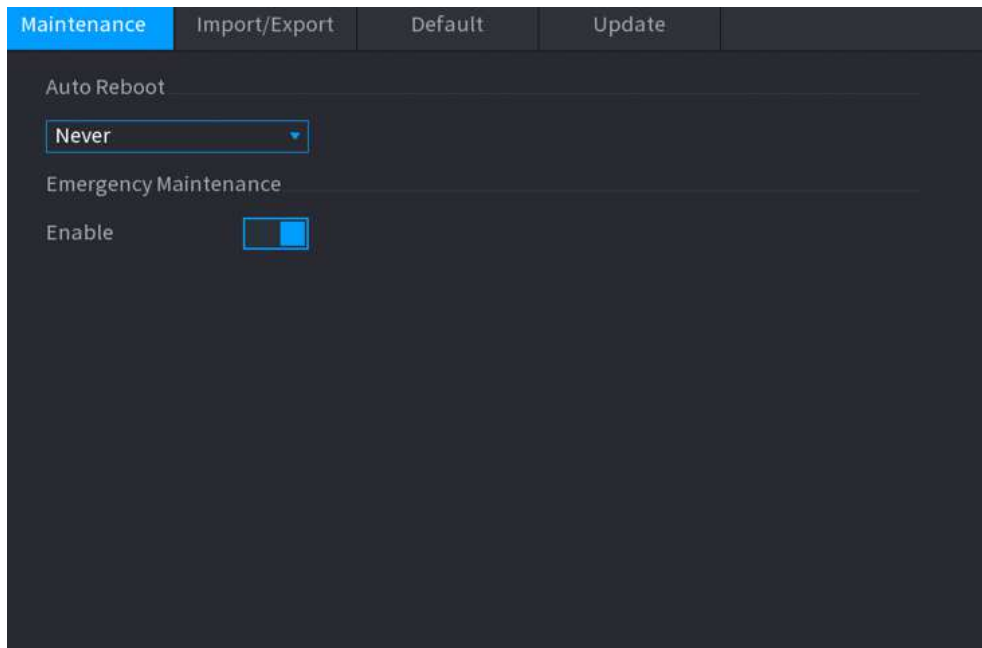 Maintenance Import/Export Default Update
Auto Reboot
Never
Emergency Maintenance
Enable